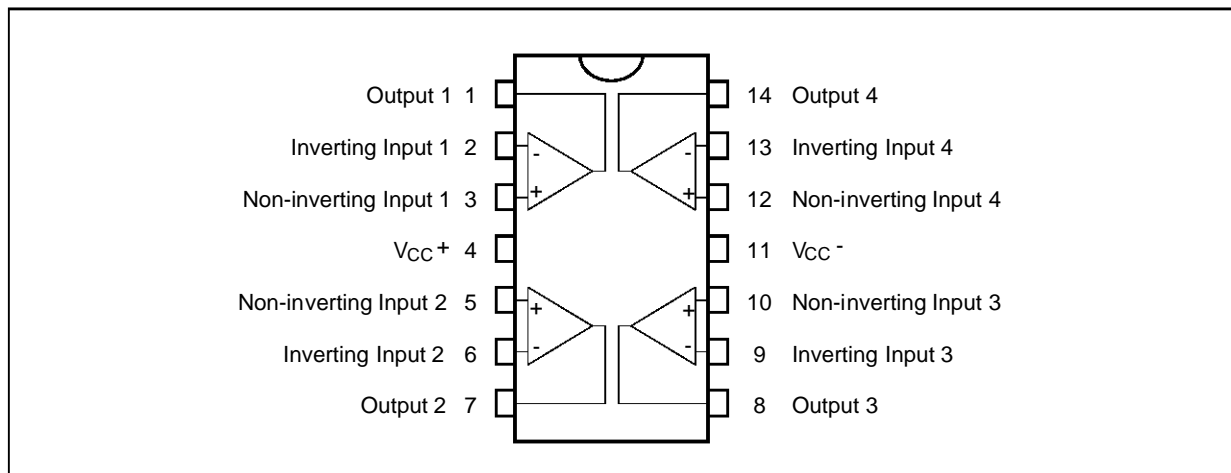 Output 1 1 14 Output 4
Inverting Input 1 2 - - 13 Inverting Input 4
Non-inverting Input 1 3 + + 12 Non-inverting Input 4
VCC + 4 11 VCC -
Non-inverting Input 2 5 + + 10 Non-inverting Input 3
Inverting Input 2 6 - - 9 Inverting Input 3
Output 2 7 8 Output 3